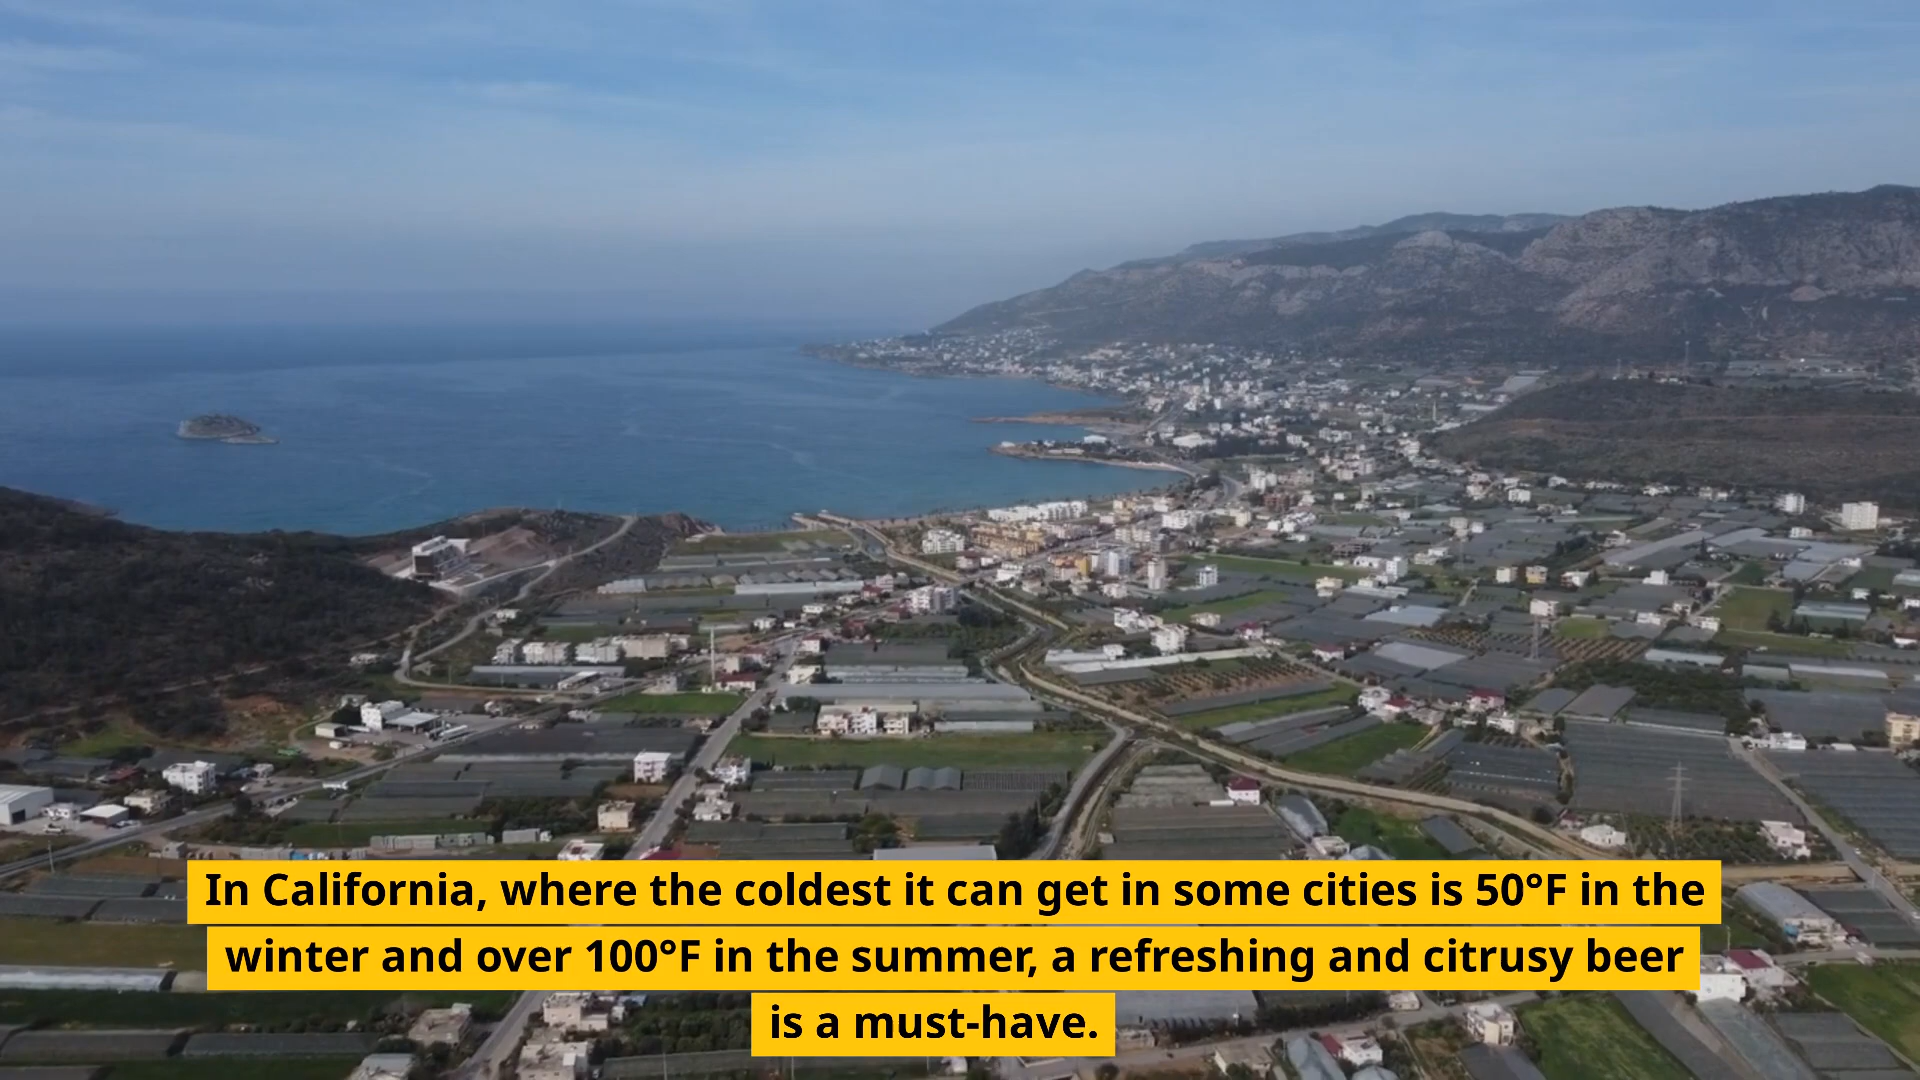 In California, where the coldest it can get in some cities is 50°F in the
winter and over 100°F in the summer, a refreshing and citrusy beer
is a must-have.